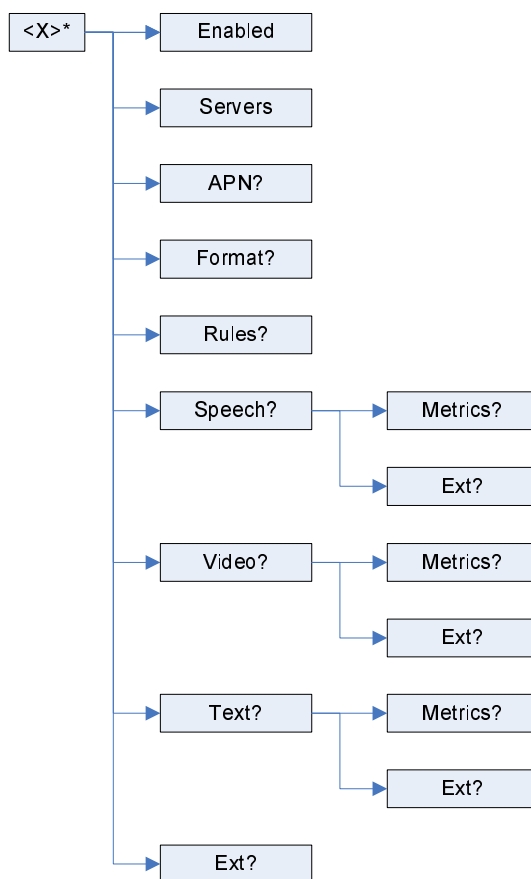 <X>*
Enabled
Servers
APN?
Format?
Rules?
Speech?
Metrics?
Ext?
Video?
Metrics?
Ext?
Text?
Metrics?
Ext?
Ext?